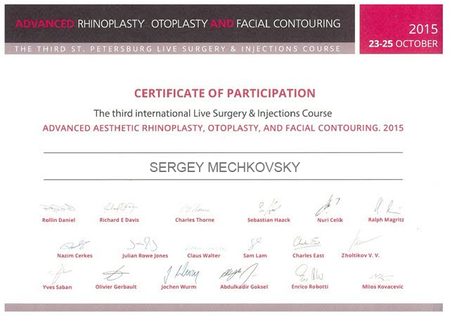 ADVANCED RHINOPLASTY OTOPLASTY AND FACIAL CONTOURING
THE THIRD ST. PETERSBURG LIVE SURGERY & INJECTIONS COURSE
2015
23-25 OCTOBER
CERTIFICATE OF PARTICIPATION
The third international Live Surgery & Injections Course
ADVANCED AESTHETIC RHINOPLASTY, OTOPLASTY, AND FACIAL CONTOURING. 2015
SERGEY MECHKOVSKY
Rollin Daniel Richard E Davis Charles Thorne Sebastian Haack Nuri Celik Ralph Magritz
Nazim Cerkes Julian Rowe Jones Claus Walter Sam Lam Charles East Zholtikov V. V.
Yves Saban Olivier Gerbault Jochen Wurm Abdulkadir Goksel Enrico Robotti Milos Kovacevic